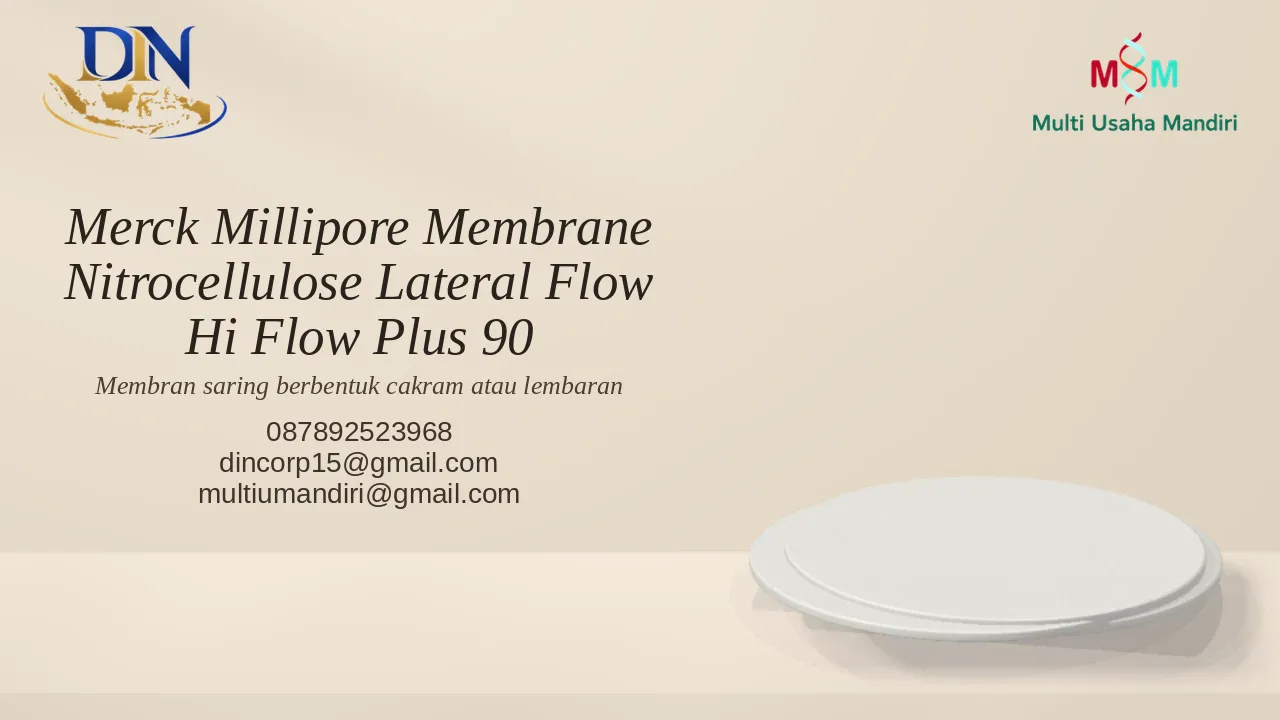 DN
M M
Multi Usaha Mandiri
Merck Millipore Membrane
Nitrocellulose Lateral Flow
Hi Flow Plus 90
Membran saring berbentuk cakram atau lembaran
087892523968
dincorp15@gmail.com
multiumandiri@gmail.com